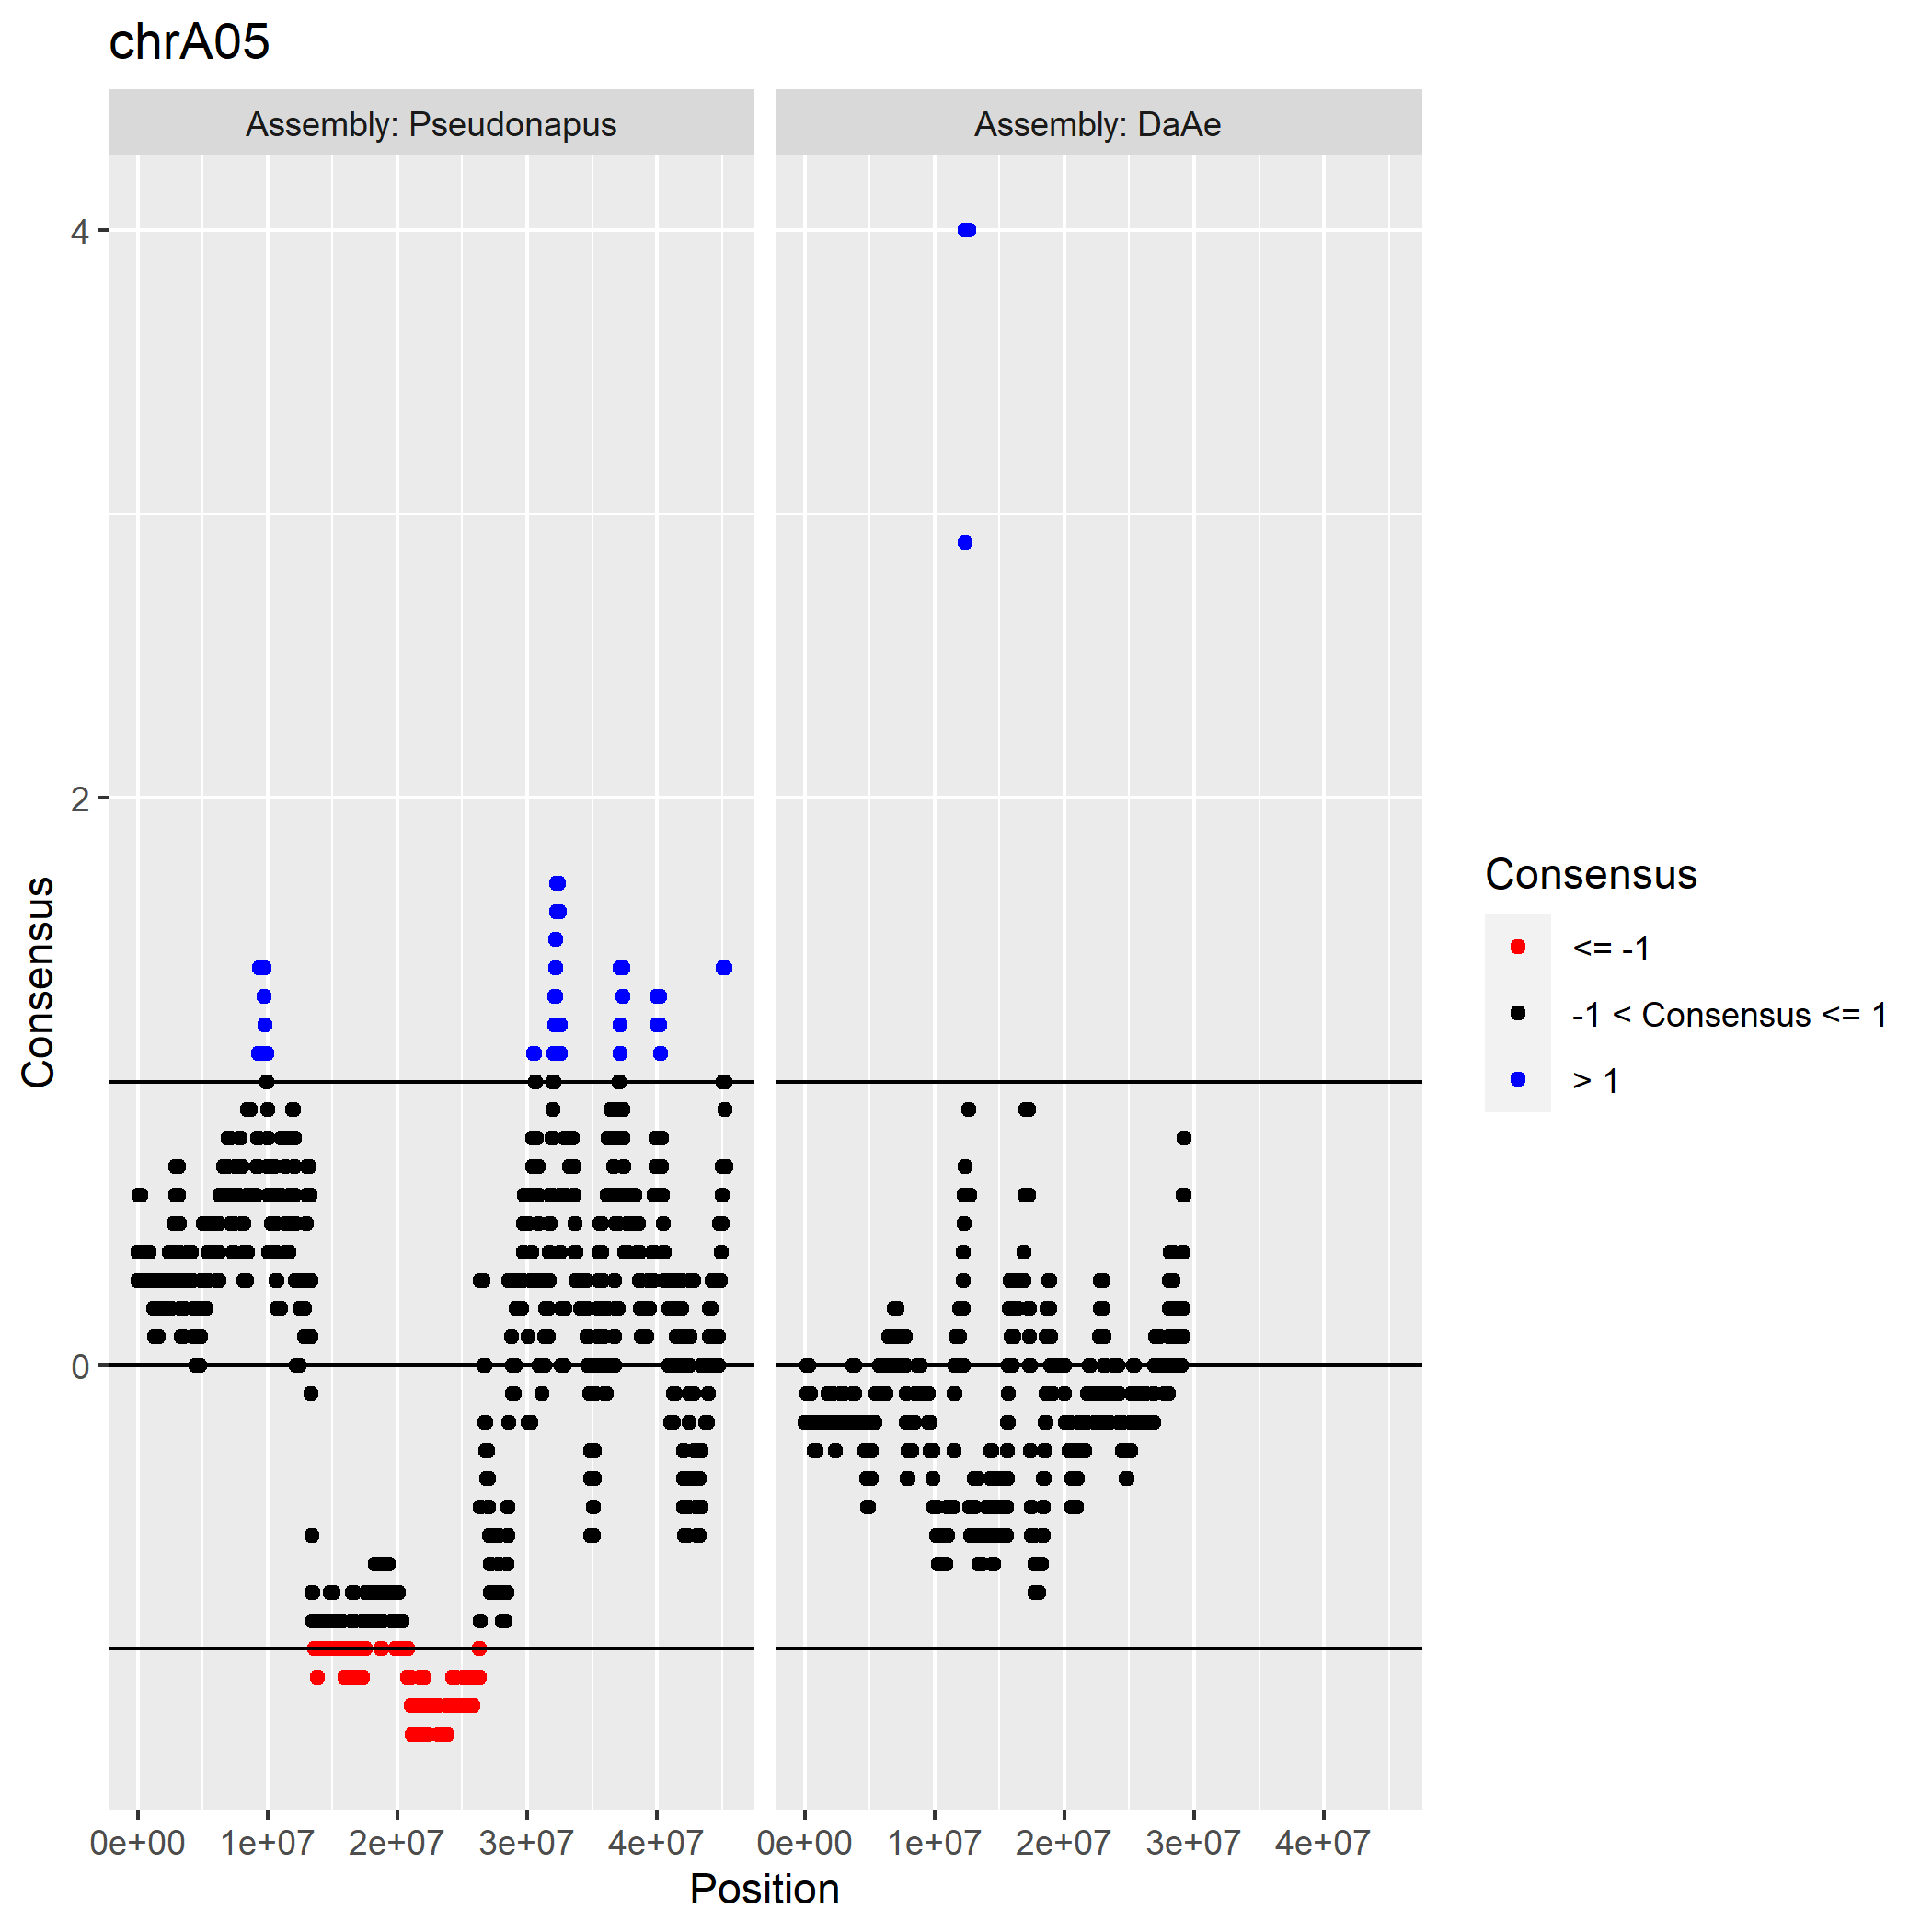 chrA05
Assembly: Pseudonapus
Assembly: DaAe
4
2
0
Consensus
0e+00 1e+07 2e+07 3e+07 4e+07
0e+00 1e+07 2e+07 3e+07 4e+07
Position
Consensus
<= -1
-1 < Consensus <= 1
> 1